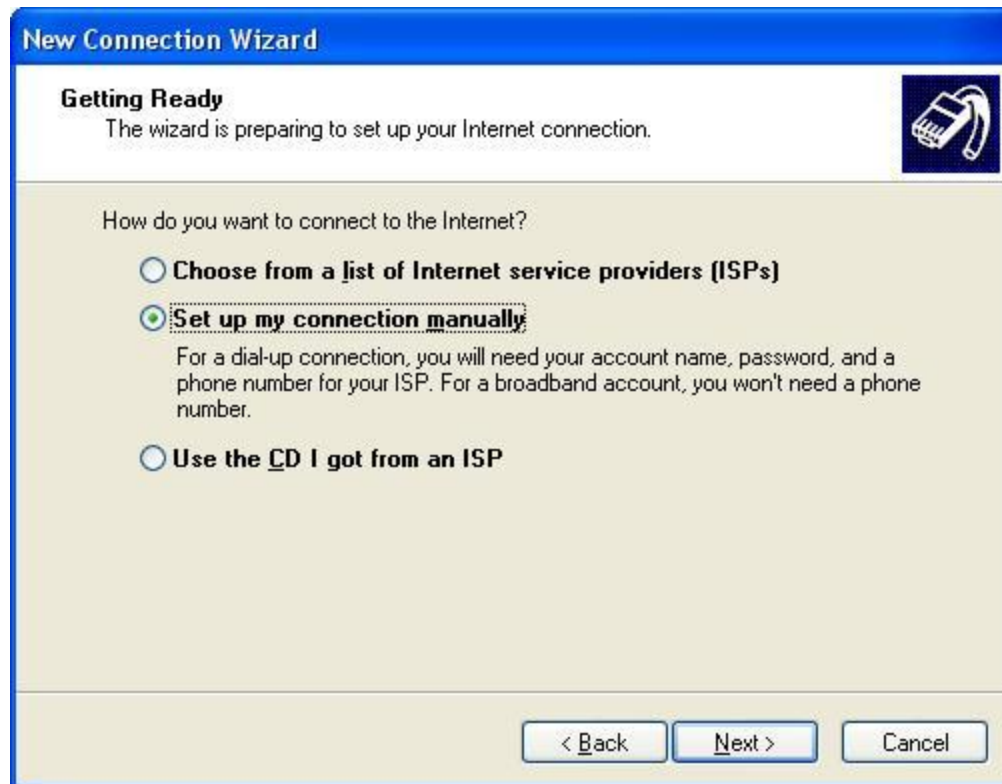 New Connection Wizard
Getting Ready
The wizard is preparing to set up your Internet connection.
How do you want to connect to the Internet?
Choose from a list of Internet service providers (ISPs)
Set up my connection manually
For a dial-up connection, you will need your account name, password, and a
phone number for your ISP. For a broadband account, you won't need a phone
number.
Use the CD I got from an ISP
< Back Next > Cancel